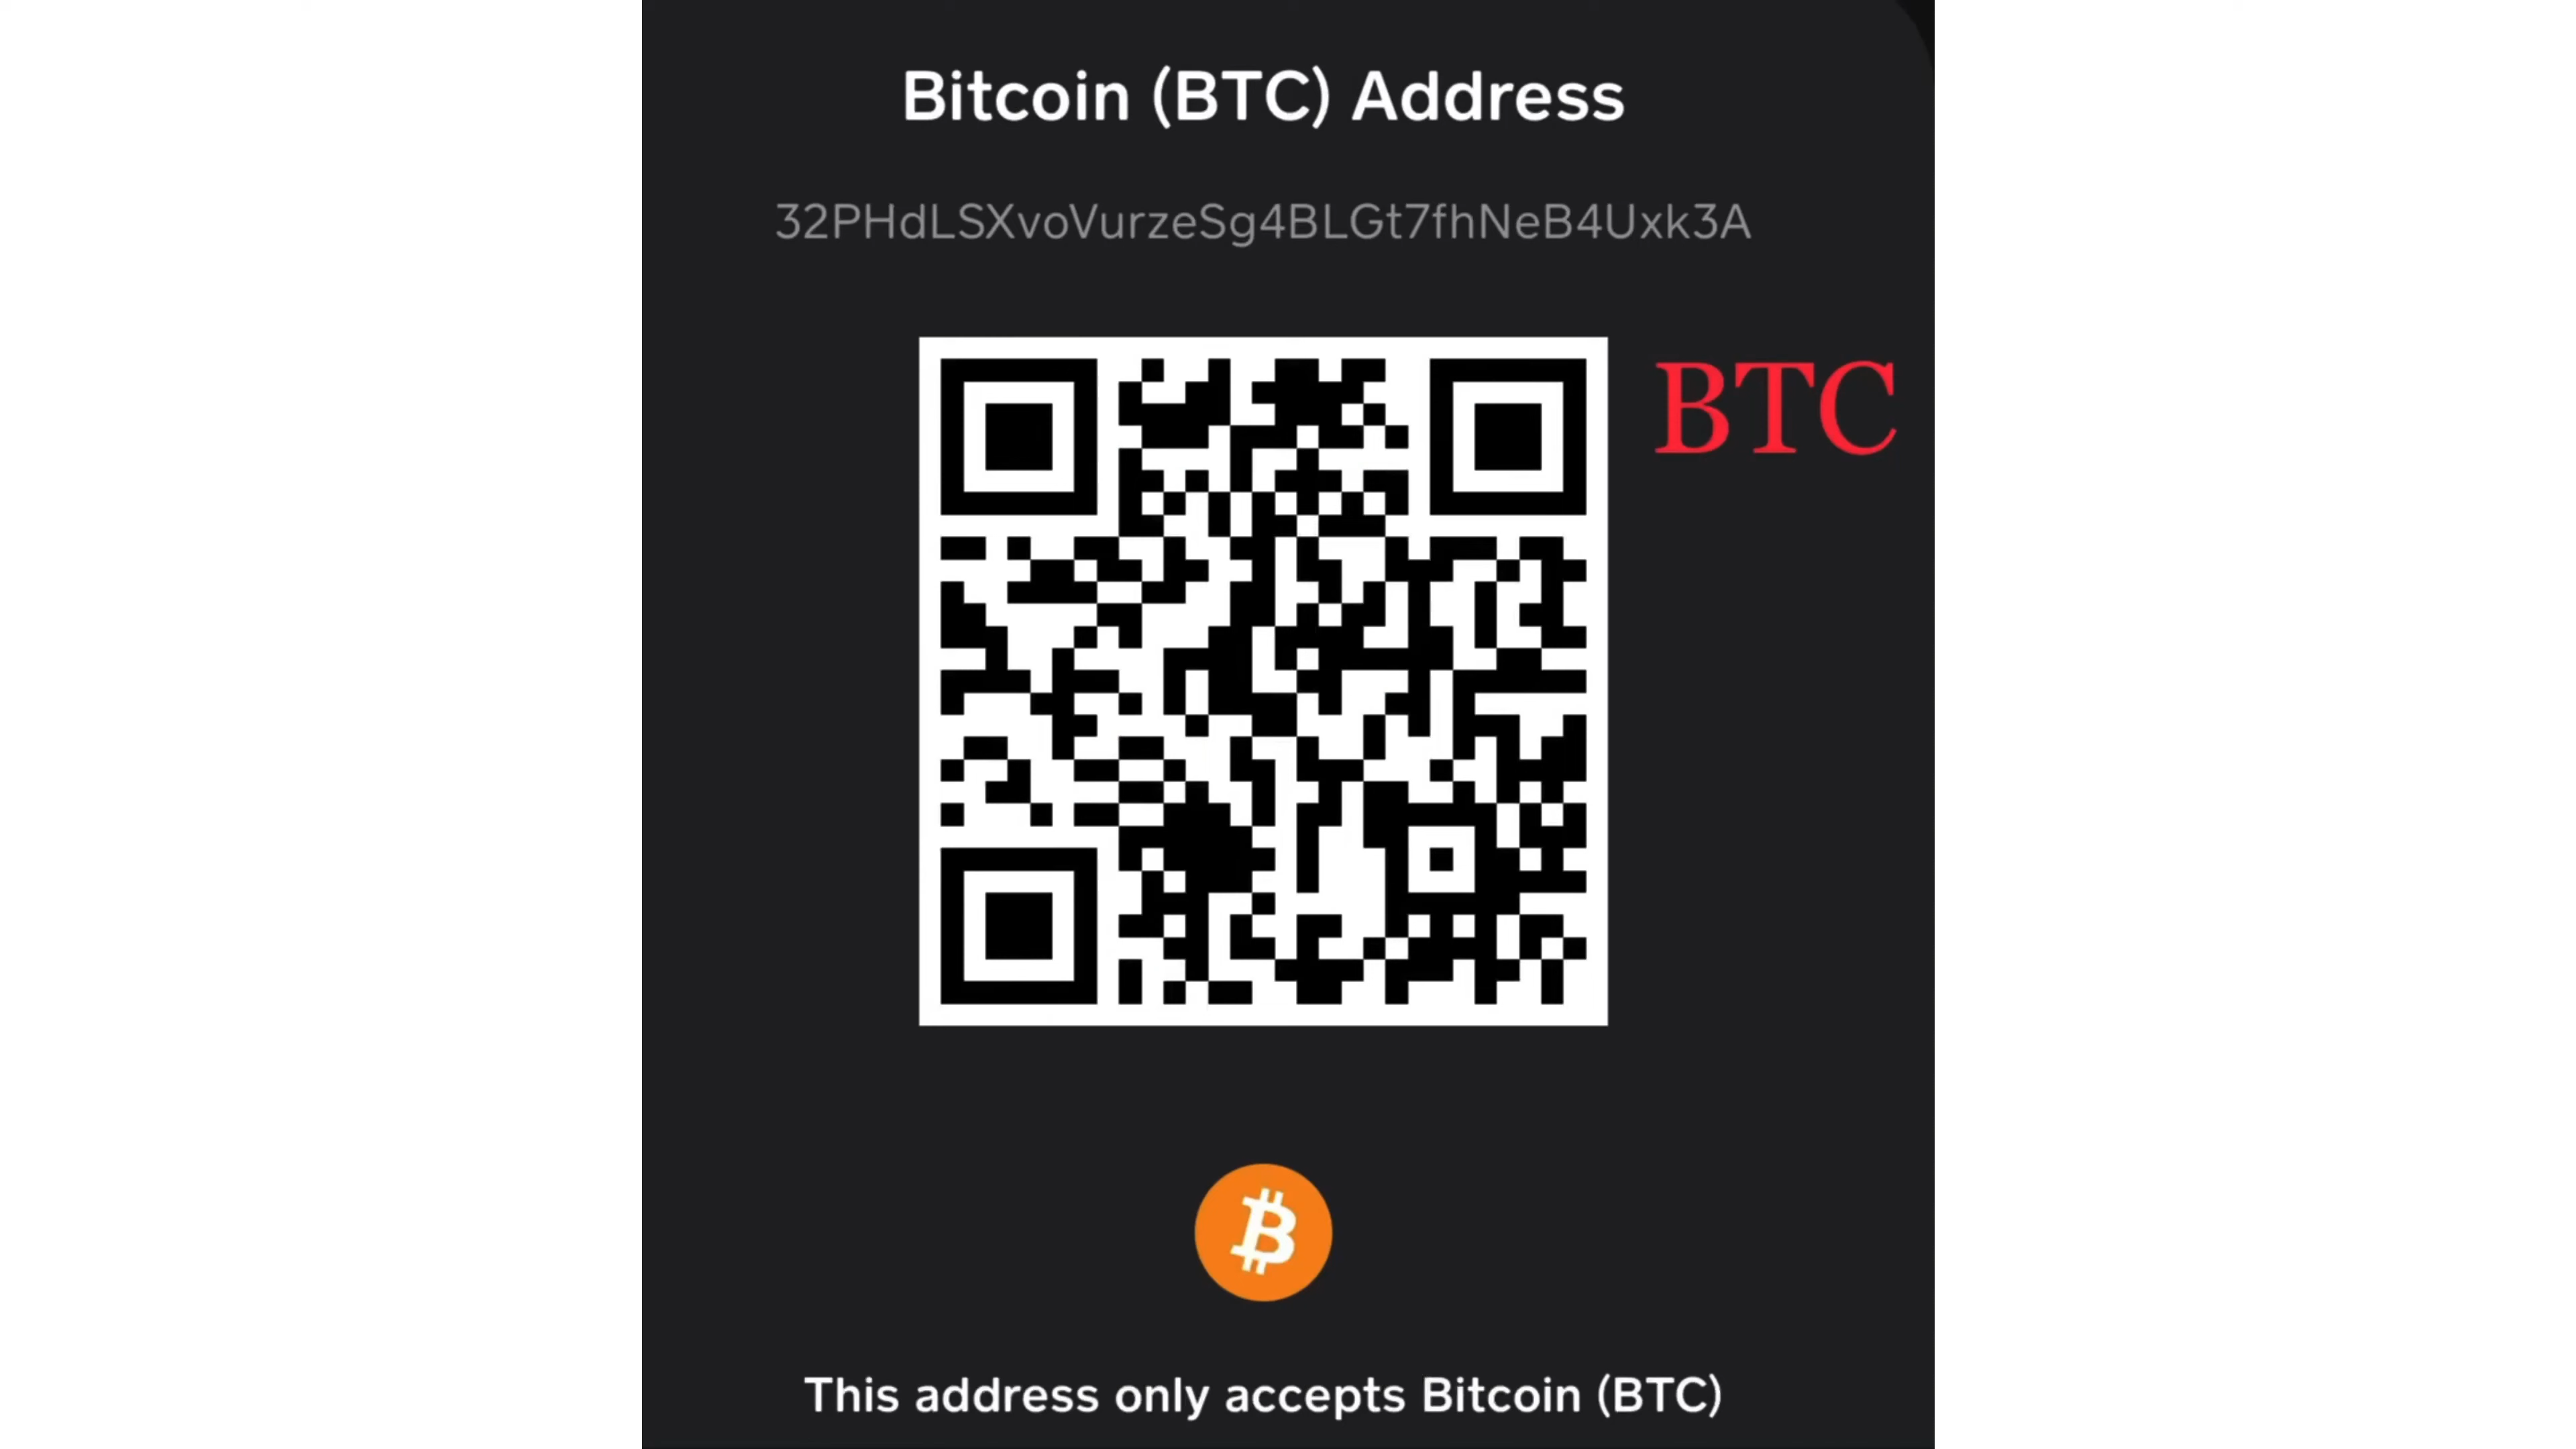 Bitcoin (BTC) Address
32PHdLSXvoVurzeSg4BLGt7fhNeB4Uxk3A
BTC
This address only accepts Bitcoin (BTC)